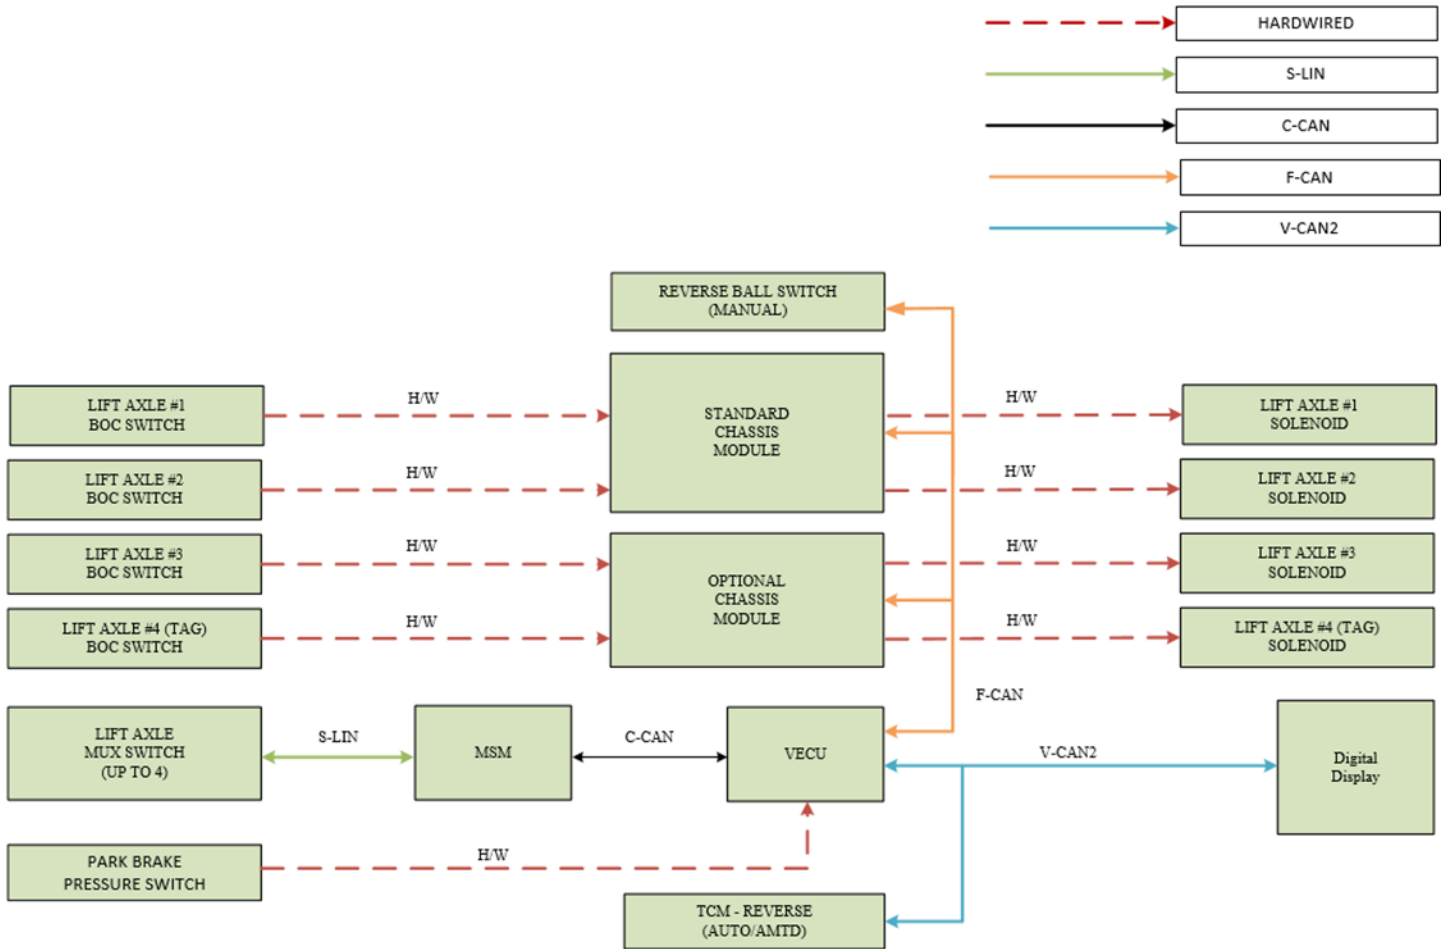 HARDWIRED
S-LIN
C-CAN
F-CAN
V-CAN2
REVERSE BALL SWITCH
(MANUAL)
LIFT AXLE #1
BOC SWITCH
H/W
STANDARD
CHASSIS
MODULE
H/W
LIFT AXLE #1
SOLENOID
LIFT AXLE #2
BOC SWITCH
H/W
H/W
LIFT AXLE #2
SOLENOID
LIFT AXLE #3
BOC SWITCH
H/W
OPTIONAL
CHASSIS
MODULE
H/W
LIFT AXLE #3
SOLENOID
LIFT AXLE #4 (TAG)
BOC SWITCH
H/W
H/W
LIFT AXLE #4 (TAG)
SOLENOID
F-CAN
LIFT AXLE
MUX SWITCH
(UP TO 4)
S-LIN
MSM
C-CAN
VECU
V-CAN2
Digital
Display
PARK BRAKE
PRESSURE SWITCH
H/W
TCM - REVERSE
(AUTO/AMTD)